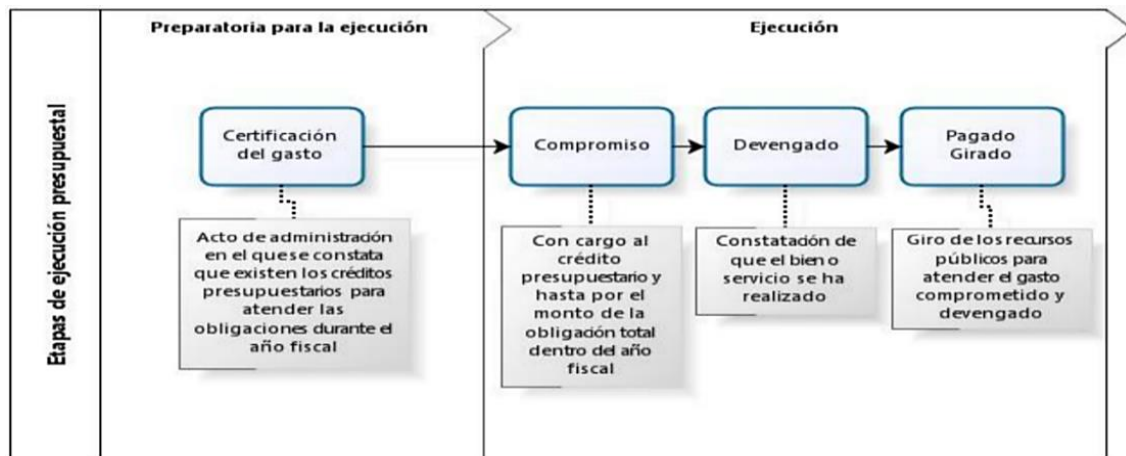 Preparatoria para la ejecución
Ejecución
Etapas de ejecución presupuestal
Certificación
del gasto
Compromiso
Devengado
Pagado
Girado
Acto de administración
en el que se constata
que existen los créditos
presupuestarios para
atender las
obligaciones durante el
año fiscal
Con cargo al
crédito
presupuestario y
hasta por el
monto de la
obligación total
dentro del año
fiscal
Constatación de
que el bien o
servicio se ha
realizado
Giro de los recursos
públicos para
atender el gasto
comprometido y
devengado